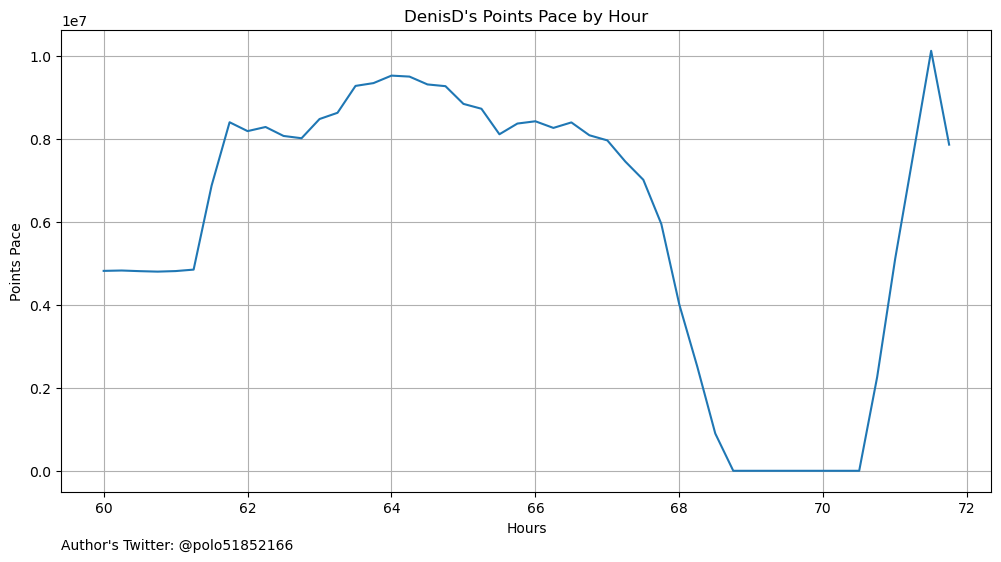 DenisD's Points Pace by Hour
1e7
1.0
0.8
0.6
0.4
0.2
0.0
Points Pace
60 62 64 66 68 70 72
Hours
Author's Twitter: @polo51852166